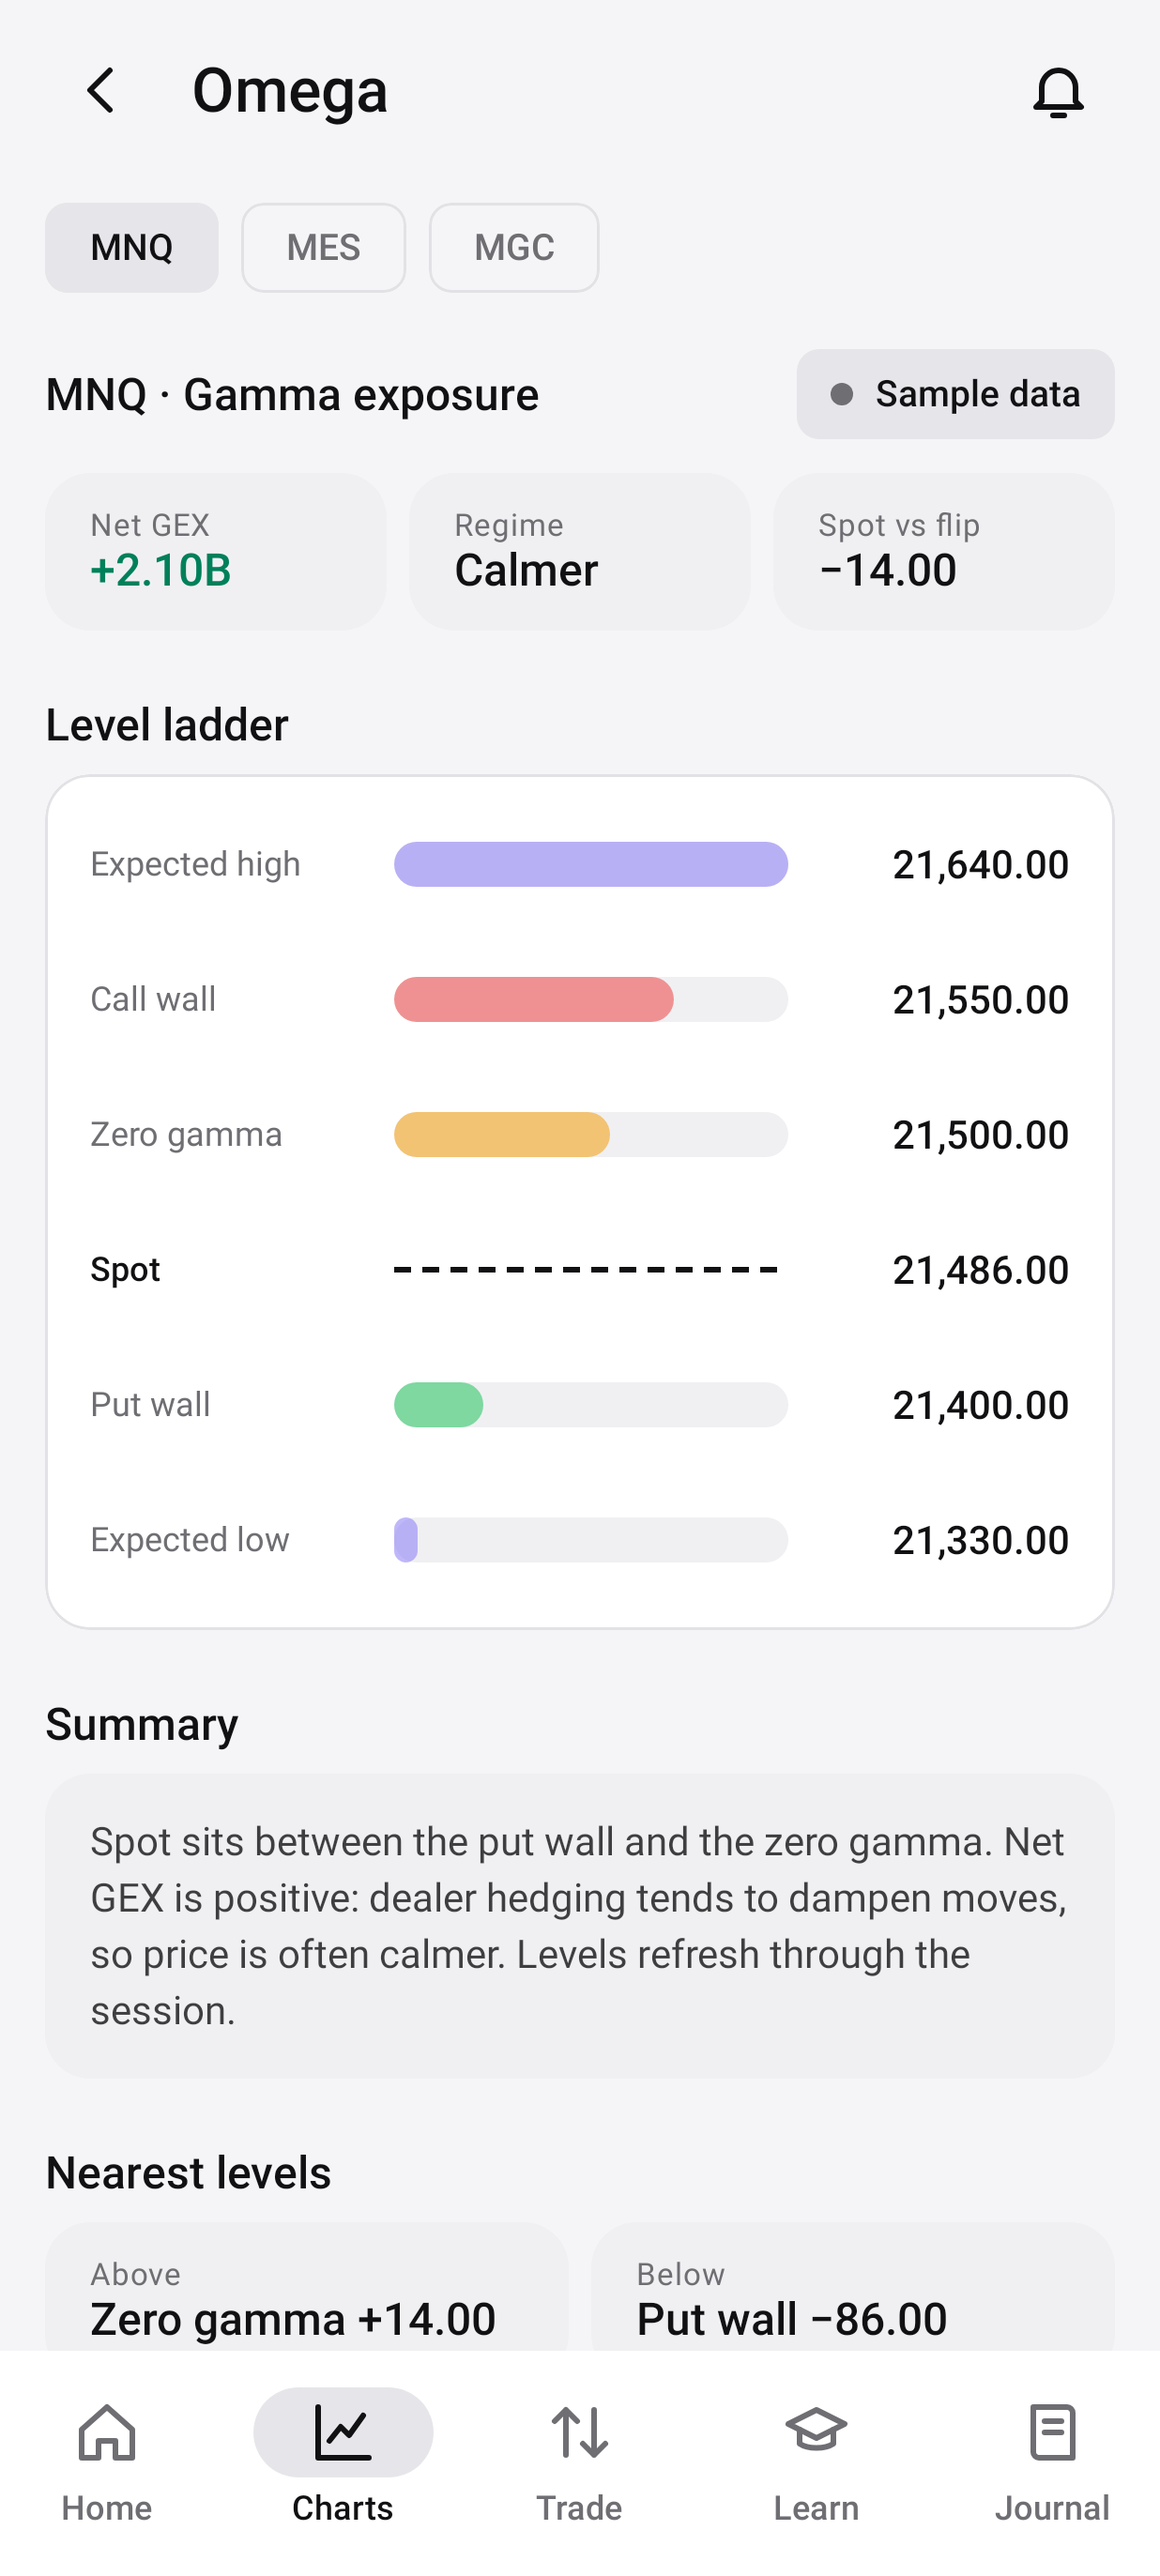 Omega
MNQ
MES
MGC
MNQ · Gamma exposure
Sample data
Net GEX
+2.10B
Regime
Calmer
Spot vs flip
−14.00
Level ladder
Expected high
21,640.00
Call wall
21,550.00
Zero gamma
21,500.00
Spot
21,486.00
Put wall
21,400.00
Expected low
21,330.00
Summary
Spot sits between the put wall and the zero gamma. Net
GEX is positive: dealer hedging tends to dampen moves,
so price is often calmer. Levels refresh through the
session.
Nearest levels
Above
Zero gamma +14.00
Below
Put wall −86.00
Home
Charts
Trade
Learn
Journal